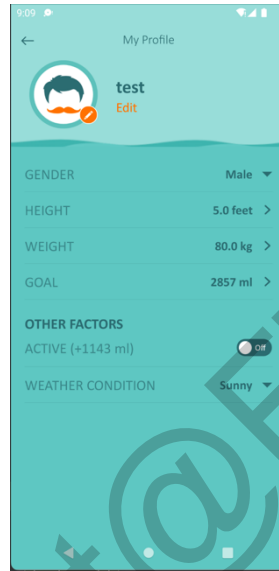 9:09
My Profile
test
Edit
GENDER Male
HEIGHT 5.0 feet
WEIGHT 80.0 kg
GOAL 2857 ml
OTHER FACTORS
ACTIVE (+1143 ml) Off
WEATHER CONDITION Sunny